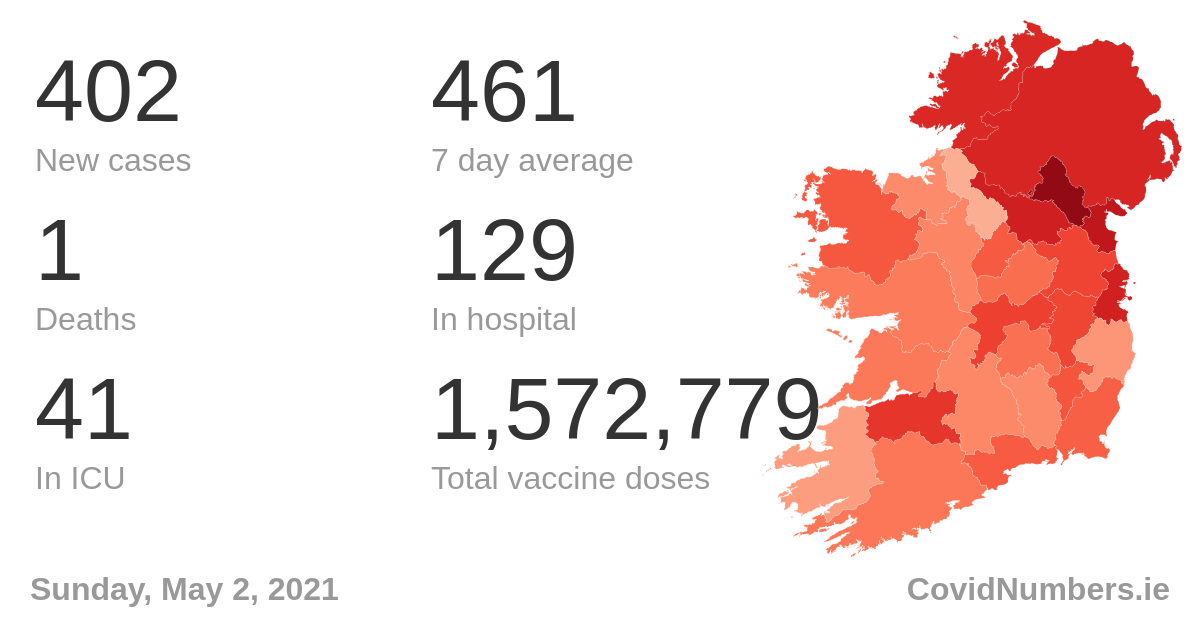 402
New cases
461
7 day average
1
Deaths
129
In hospital
41
In ICU
1,572,779
Total vaccine doses
Sunday, May 2, 2021
CovidNumbers.ie